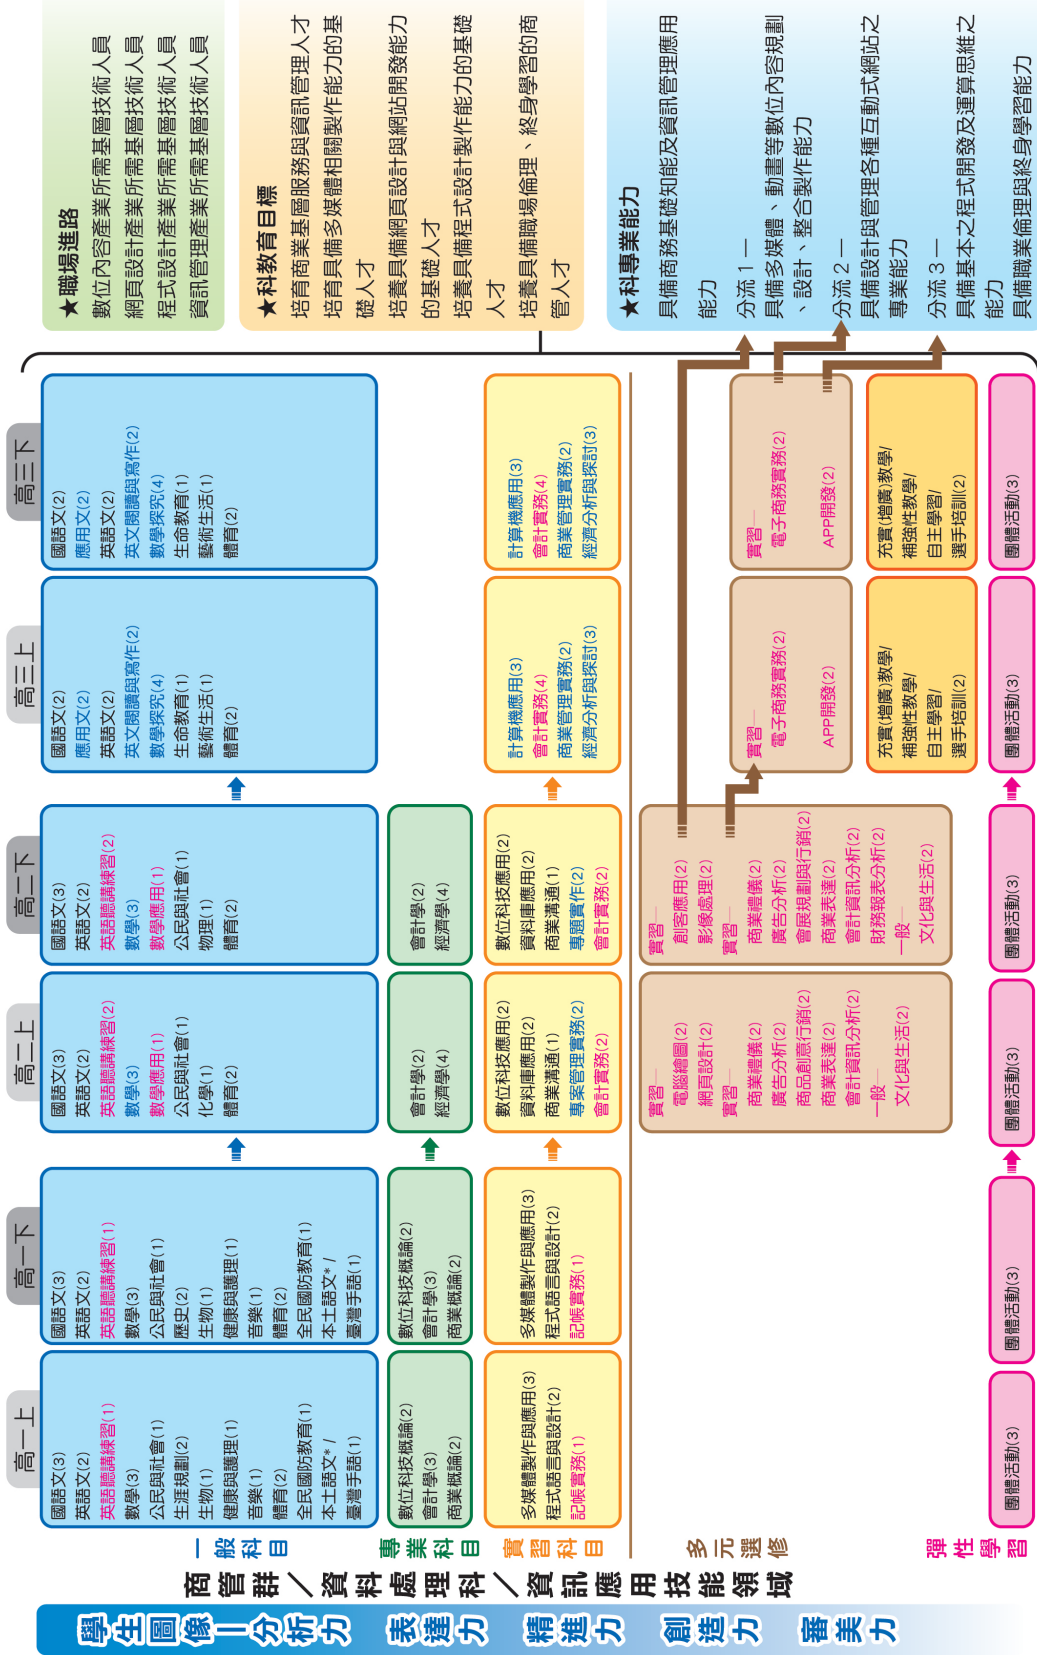 學生圖像—分析力 表達力 精進力 創造力 審美力
商管群／資料處理科／資訊應用技能領域
高一上
高一下
高二上
高二下
高三上
高三下
一般科目
國語文(3)
英語文(2)
英語聽講練習(1)
數學(3)
公民與社會(1)
生涯規劃(2)
生物(1)
健康與護理(1)
音樂(1)
體育(2)
全民國防教育(1)
本土語文* /
臺灣手語(1)
國語文(3)
英語文(2)
英語聽講練習(1)
數學(3)
公民與社會(1)
歷史(2)
生物(1)
健康與護理(1)
音樂(1)
體育(2)
全民國防教育(1)
本土語文* /
臺灣手語(1)
國語文(3)
英語文(2)
英語聽講練習(2)
數學(3)
數學應用(1)
公民與社會(1)
化學(1)
體育(2)
國語文(3)
英語文(2)
英語聽講練習(2)
數學(3)
數學應用(1)
公民與社會(1)
物理(1)
體育(2)
國語文(2)
應用文(2)
英語文(2)
英文閱讀與寫作(2)
數學探究(4)
生命教育(1)
藝術生活(1)
體育(2)
國語文(2)
應用文(2)
英語文(2)
英文閱讀與寫作(2)
數學探究(4)
生命教育(1)
藝術生活(1)
體育(2)
專業科目
數位科技概論(2)
會計學(3)
商業概論(2)
數位科技概論(2)
會計學(3)
商業概論(2)
會計學(2)
經濟學(4)
會計學(2)
經濟學(4)
實習科目
多媒體製作與應用(3)
程式語言與設計(2)
記帳實務(1)
多媒體製作與應用(3)
程式語言與設計(2)
記帳實務(1)
數位科技應用(2)
資料庫應用(2)
商業溝通(1)
專案管理實務(2)
會計實務(2)
數位科技應用(2)
資料庫應用(2)
商業溝通(1)
專題實作(2)
會計實務(2)
計算機應用(3)
會計實務(4)
商業管理實務(2)
經濟分析與探討(3)
計算機應用(3)
會計實務(4)
商業管理實務(2)
經濟分析與探討(3)
多元選修
實習—
電腦繪圖(2)
網頁設計(2)
實習—
商業禮儀(2)
廣告分析(2)
商品創意行銷(2)
商業表達(2)
會計資訊分析(2)
一般—
文化與生活(2)
實習—
創客應用(2)
影像處理(2)
實習—
商業禮儀(2)
廣告分析(2)
會展規劃與行銷(2)
商業表達(2)
會計資訊分析(2)
財務報表分析(2)
一般—
文化與生活(2)
實習—
電子商務實務(2)
APP開發(2)
實習—
電子商務實務(2)
APP開發(2)
彈性學習
充實(增廣)教學/
補強性教學/
自主學習/
選手培訓(2)
充實(增廣)教學/
補強性教學/
自主學習/
選手培訓(2)
團體活動(3)
團體活動(3)
團體活動(3)
團體活動(3)
團體活動(3)
團體活動(3)
★職場進路
數位內容產業所需基層技術人員
網頁設計產業所需基層技術人員
程式設計產業所需基層技術人員
資訊管理產業所需基層技術人員
★科教育目標
培育商業基層服務與資訊管理人才
培育具備多媒體相關製作能力的基
礎人才
培養具備網頁設計與網站開發能力
的基礎人才
培養具備程式設計製作能力的基礎
人才
培養具備職場倫理、終身學習的商
管人才
★科專業能力
具備商務基礎知能及資訊管理應用
能力
分流1—
具備多媒體、動畫等數位內容規劃
、設計、整合製作能力
分流2—
具備設計與管理各種互動式網站之
專業能力
分流3—
具備基本之程式開發及運算思維之
能力
具備職業倫理與終身學習能力